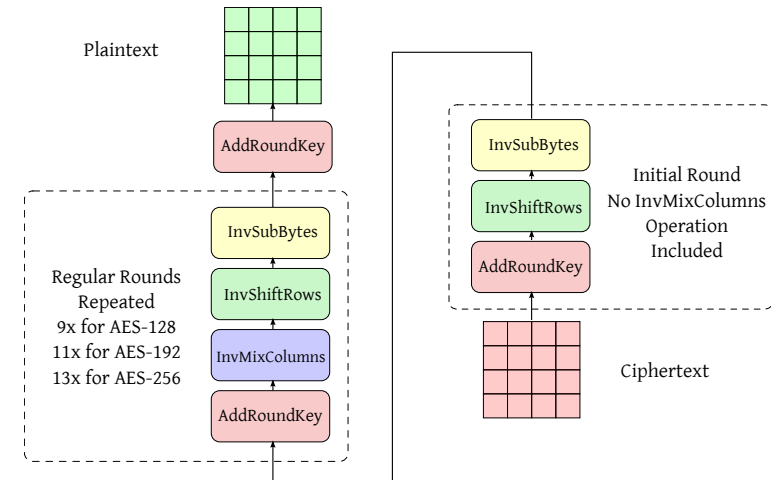 Plaintext
AddRoundKey
InvSubBytes
InvShiftRows
InvMixColumns
AddRoundKey
Regular Rounds
Repeated
9x for AES-128
11x for AES-192
13x for AES-256
InvSubBytes
InvShiftRows
AddRoundKey
Initial Round
No InvMixColumns
Operation
Included
Ciphertext